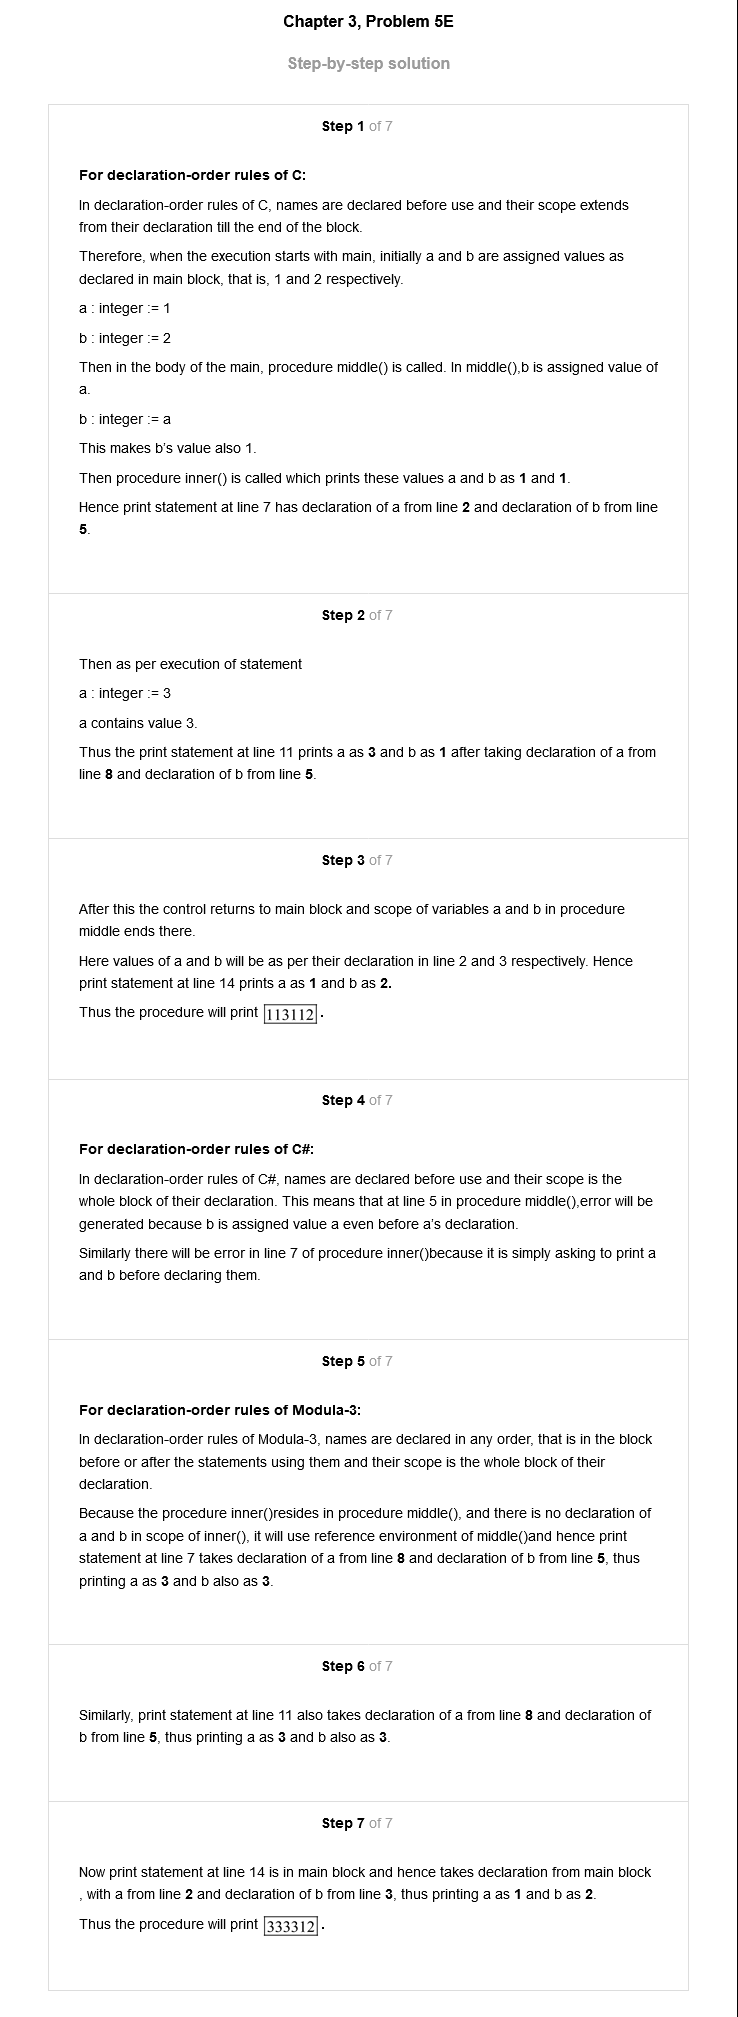 Chapter 3, Problem 5E
Step-by-step solution
Step 1 of 7
For declaration-order rules of C:
In declaration-order rules of C, names are declared before use and their scope extends
from their declaration till the end of the block.
Therefore, when the execution starts with main, initially a and b are assigned values as
declared in main block, that is, 1 and 2 respectively.
a : integer := 1
b : integer := 2
Then in the body of the main, procedure middle() is called. In middle(),b is assigned value of
a.
b : integer := a
This makes b's value also 1.
Then procedure inner() is called which prints these values a and b as 1 and 1.
Hence print statement at line 7 has declaration of a from line 2 and declaration of b from line
5.
Step 2 of 7
Then as per execution of statement
a : integer := 3
a contains value 3.
Thus the print statement at line 11 prints a as 3 and b as 1 after taking declaration of a from
line 8 and declaration of b from line 5.
Step 3 of 7
After this the control returns to main block and scope of variables a and b in procedure
middle ends there.
Here values of a and b will be as per their declaration in line 2 and 3 respectively. Hence
print statement at line 14 prints a as 1 and b as 2.
Thus the procedure will print 113112.
Step 4 of 7
For declaration-order rules of C#:
In declaration-order rules of C#, names are declared before use and their scope is the
whole block of their declaration. This means that at line 5 in procedure middle(),error will be
generated because b is assigned value a even before a's declaration.
Similarly there will be error in line 7 of procedure inner()because it is simply asking to print a
and b before declaring them.
Step 5 of 7
For declaration-order rules of Modula-3:
In declaration-order rules of Modula-3, names are declared in any order, that is in the block
before or after the statements using them and their scope is the whole block of their
declaration.
Because the procedure inner()resides in procedure middle(), and there is no declaration of
a and b in scope of inner(), it will use reference environment of middle()and hence print
statement at line 7 takes declaration of a from line 8 and declaration of b from line 5, thus
printing a as 3 and b also as 3.
Step 6 of 7
Similarly, print statement at line 11 also takes declaration of a from line 8 and declaration of
b from line 5, thus printing a as 3 and b also as 3.
Step 7 of 7
Now print statement at line 14 is in main block and hence takes declaration from main block
, with a from line 2 and declaration of b from line 3, thus printing a as 1 and b as 2.
Thus the procedure will print 333312.